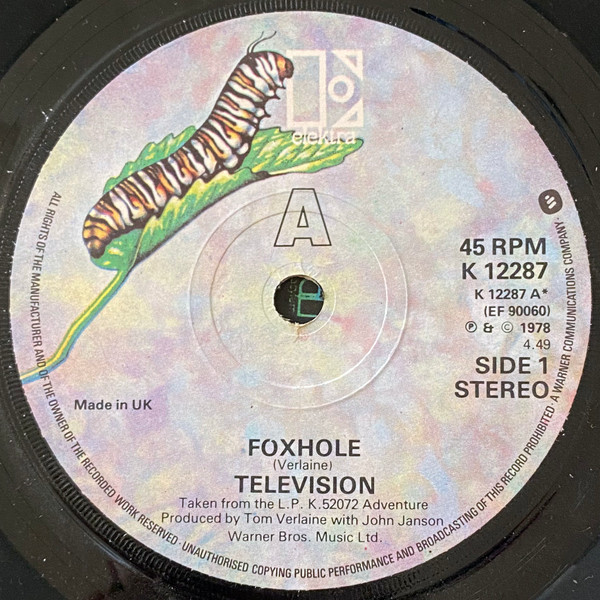 elektra
A
45 RPM
K 12287
K 12287 A*
(EF 90060)
℗ & © 1978
4.49
SIDE 1
STEREO
Made in UK
FOXHOLE
(Verlaine)
TELEVISION
Taken from the L.P. K.52072 Adventure
Produced by Tom Verlaine with John Janson
Warner Bros. Music Ltd.
ALL RIGHTS OF THE MANUFACTURER AND OF THE OWNER OF THE RECORDED WORK RESERVED · UNAUTHORISED COPYING PUBLIC PERFORMANCE AND BROADCASTING OF THIS RECORD PROHIBITED · A WARNER COMMUNICATIONS COMPANY ·